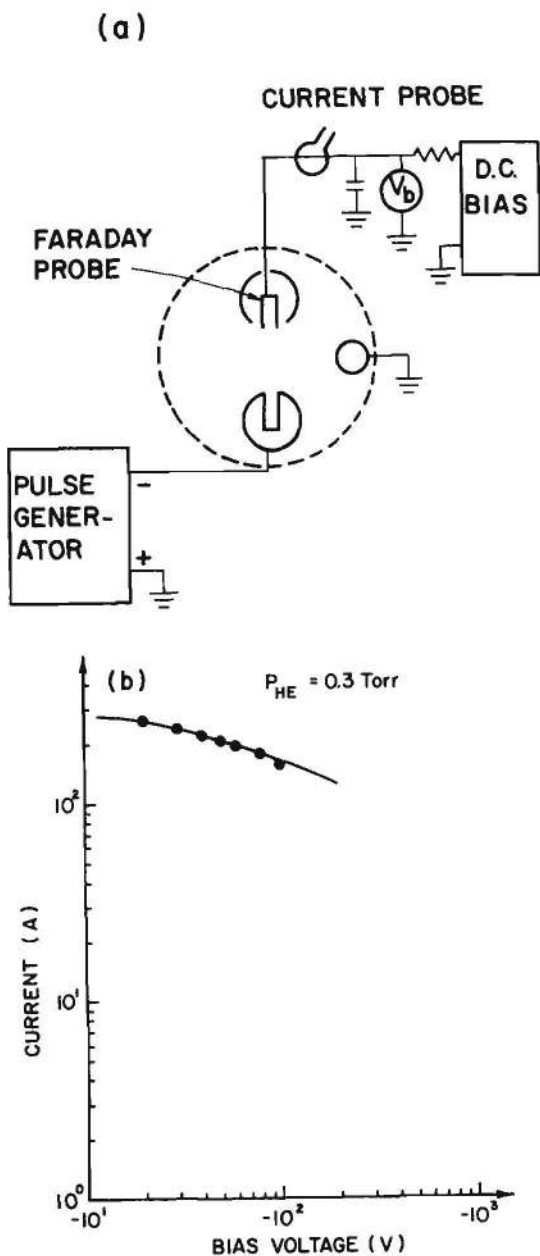 (a)
CURRENT PROBE
V_b
D.C.
BIAS
FARADAY
PROBE
PULSE
GENER-
ATOR
-
+
(b)
P_HE = 0.3 Torr
CURRENT (A)
10²
10¹
10⁰
-10¹
-10²
-10³
BIAS VOLTAGE (V)